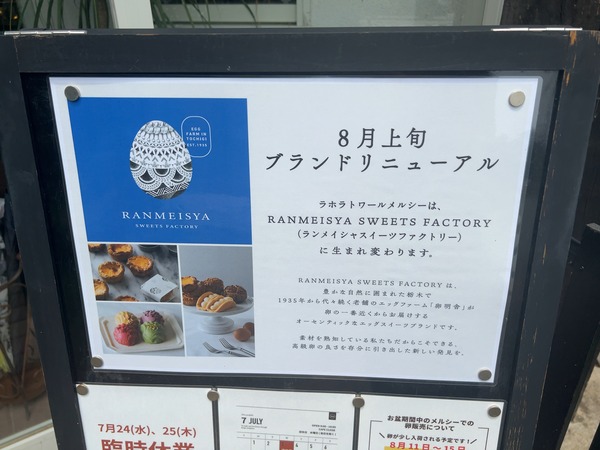 EGG
FARM IN
TOCHIGI
EST.1935
RANMEISYA
SWEETS FACTORY
8月上旬
ブランドリニューアル
ラホラトワールメルシーは、
RANMEISYA SWEETS FACTORY
(ランメイシャスイーツファクトリー)
に生まれ変わります。
RANMEISYA SWEETS FACTORY は、
豊かな自然に囲まれた栃木で
1935年から代々続く老舗のエッグファーム「卵明舎」が
卵の一番近くからお届けする
オーセンティックなエッグスイーツブランドです。
素材を熟知している私たちだからこそできる、
高級卵の良さを存分に引き出した新しい発見を。
7月24(水)、25(木)
臨時休業
7 JULY
お盆期間中のメルシーでの
卵販売について
卵が少し入荷される予定です!
8月11日～15日